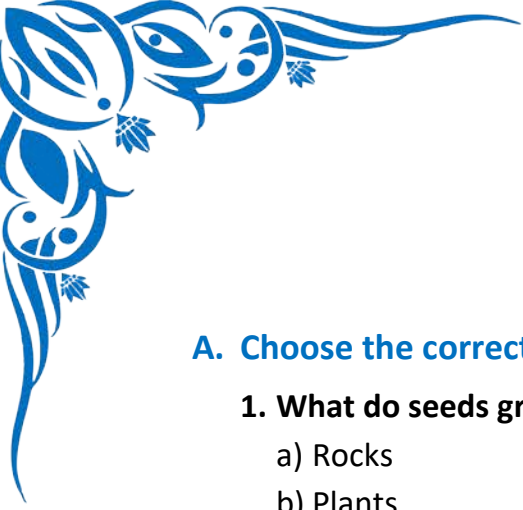 A. Choose the correct
1. What do seeds gr
a) Rocks
b) Plants